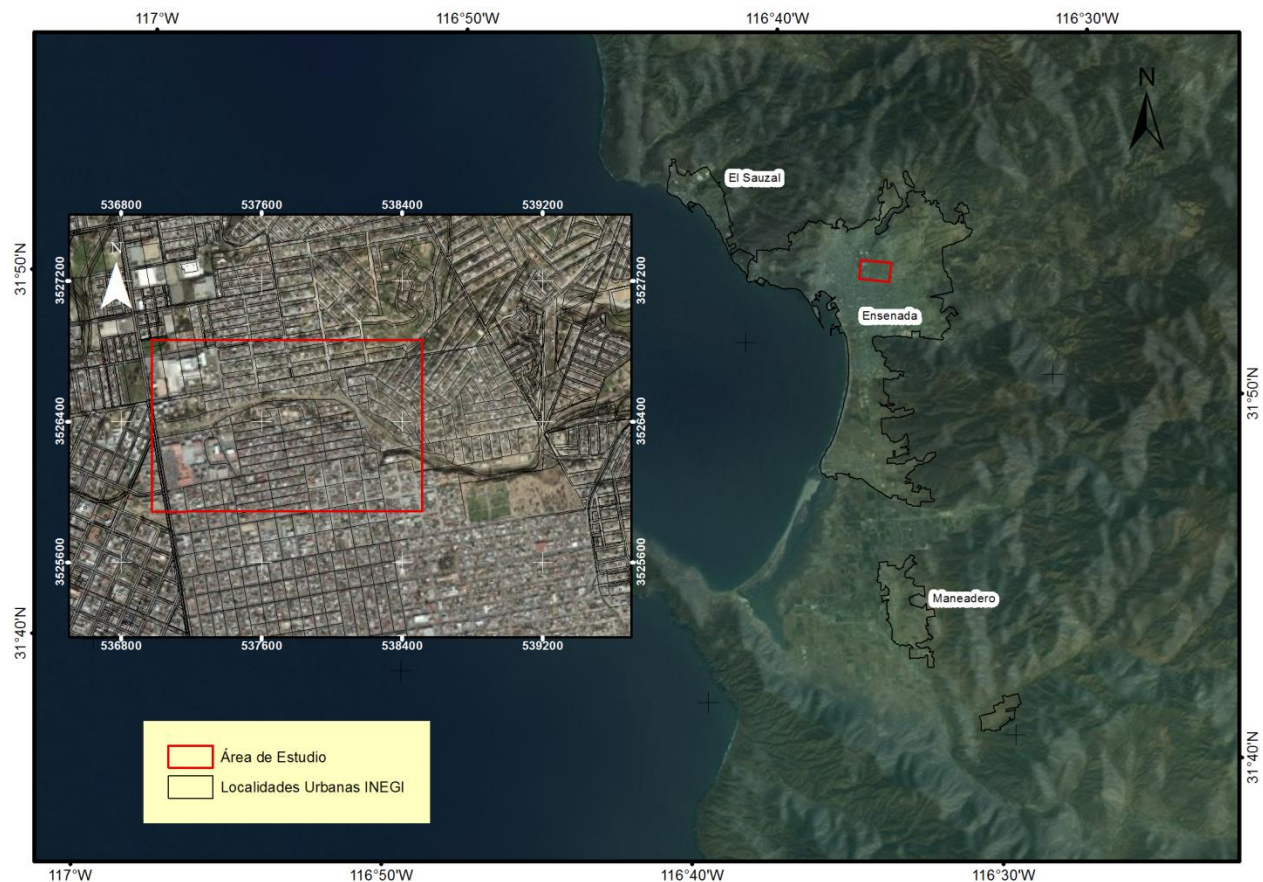 117°W 116°50'W 116°40'W 116°30'W
N
El Sauzal
536800 537600 538400 539200
31°50'N
N
3527200 3527200
Ensenada
31°50'N
3526400 3526400
3525600 3525600
Maneadero
31°40'N
536800 537600 538400 539200
Área de Estudio
31°40'N
Localidades Urbanas INEGI
117°W 116°50'W 116°40'W 116°30'W